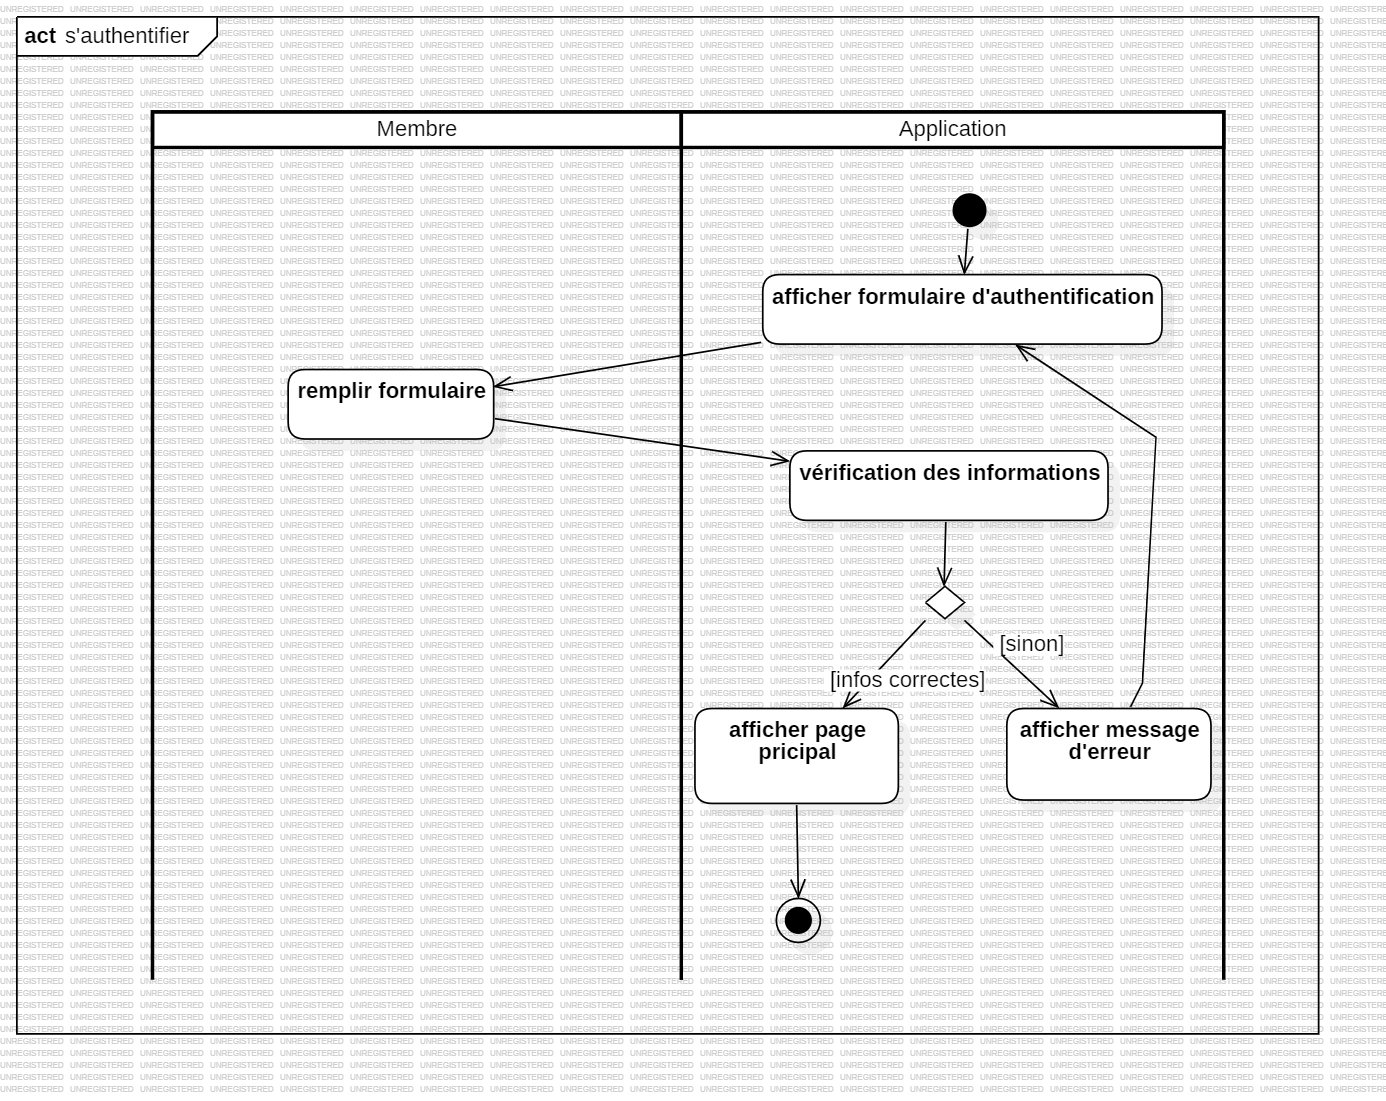 act s'authentifier
Membre
Application
afficher formulaire d'authentification
remplir formulaire
vérification des informations
[sinon]
[infos correctes]
afficher page
pricipal
afficher message
d'erreur
UNREGISTERED